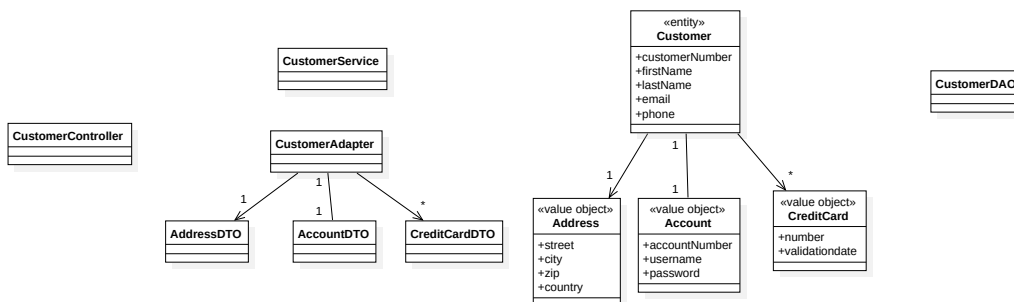 CustomerController
CustomerService
CustomerAdapter
1
1
1
*
AddressDTO
AccountDTO
CreditCardDTO
«entity»
Customer
+customerNumber
+firstName
+lastName
+email
+phone
1
1
1
*
«value object»
Address
+street
+city
+zip
+country
«value object»
Account
+accountNumber
+username
+password
«value object»
CreditCard
+number
+validationdate
CustomerDAO